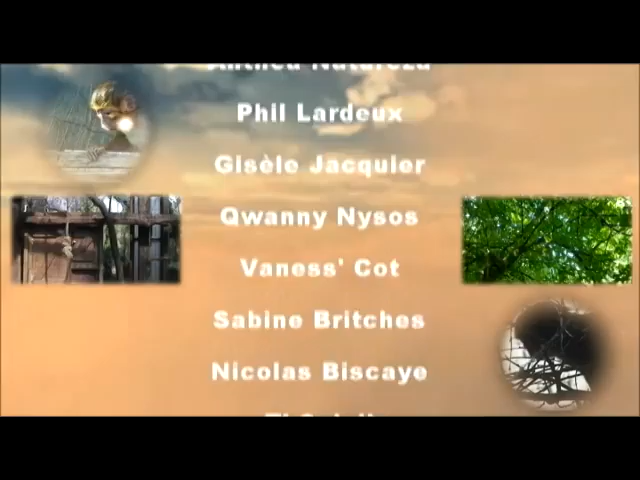 Phil Lardeux
Gisèle Jacquier
Qwanny Nysos
Vaness' Cot
Sabine Britches
Nicolas Biscaye